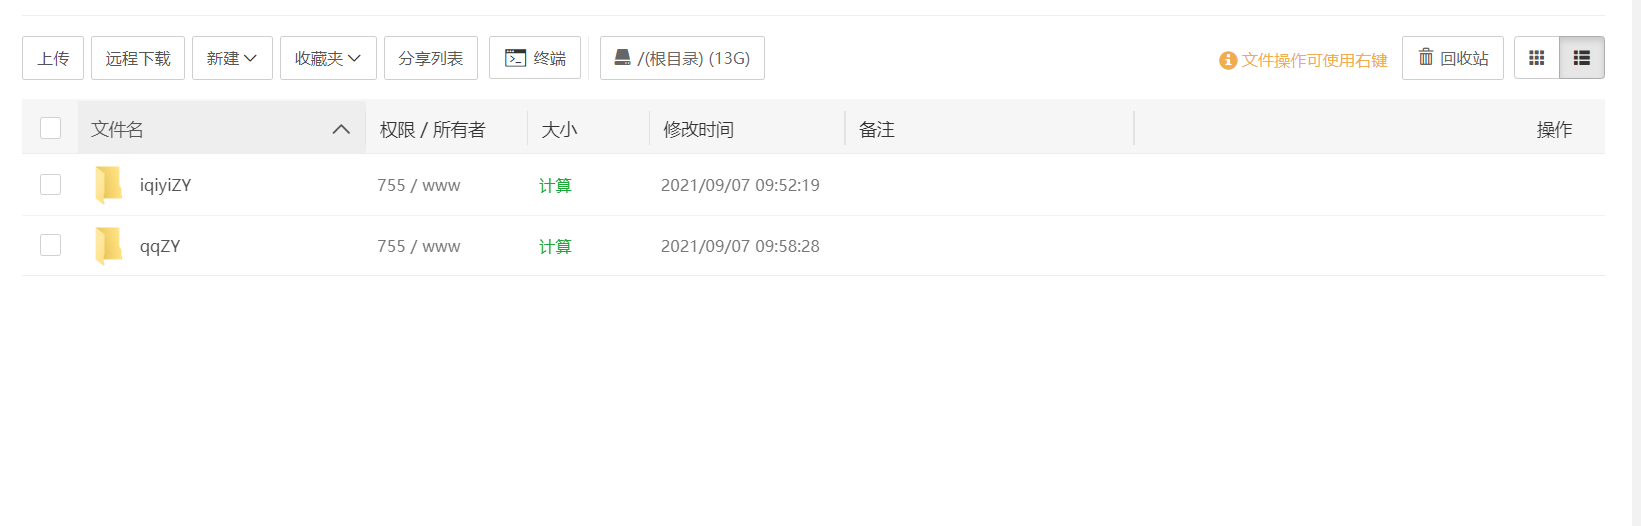 上传 远程下载 新建 收藏夹 分享列表 终端 /(根目录) (13G) 文件操作可使用右键 回收站
文件名 权限 / 所有者 大小 修改时间 备注 操作
iqiyiZY 755 / www 计算 2021/09/07 09:52:19
qqZY 755 / www 计算 2021/09/07 09:58:28